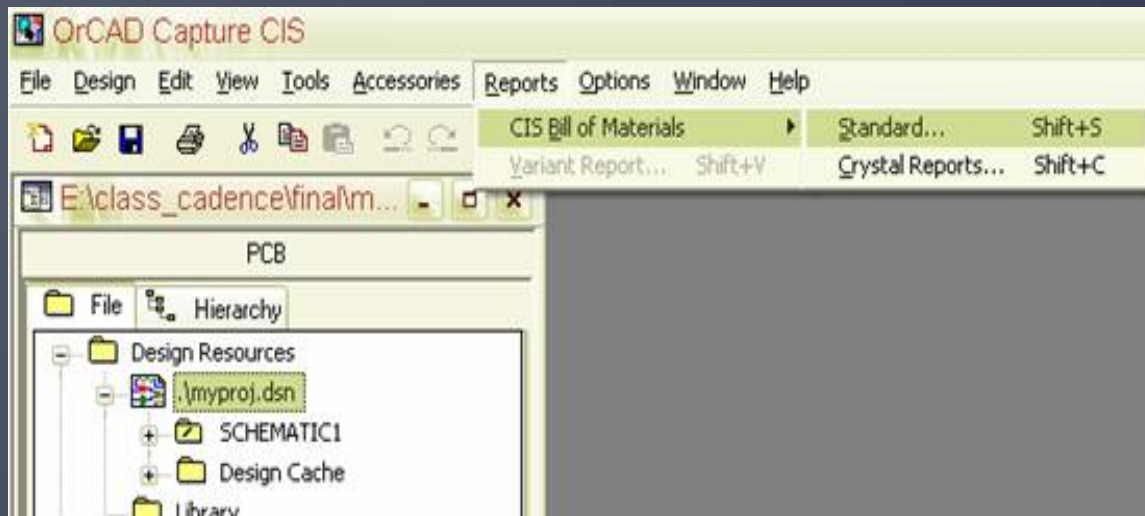 OrCAD Capture CIS
File Design Edit View Tools Accessories Reports Options Window Help
CIS Bill of Materials
Variant Report... Shift+V
Standard... Shift+S
Crystal Reports... Shift+C
E:\class_cadence\final\m...
PCB
File Hierarchy
Design Resources
.\myproj.dsn
SCHEMATIC1
Design Cache
Library